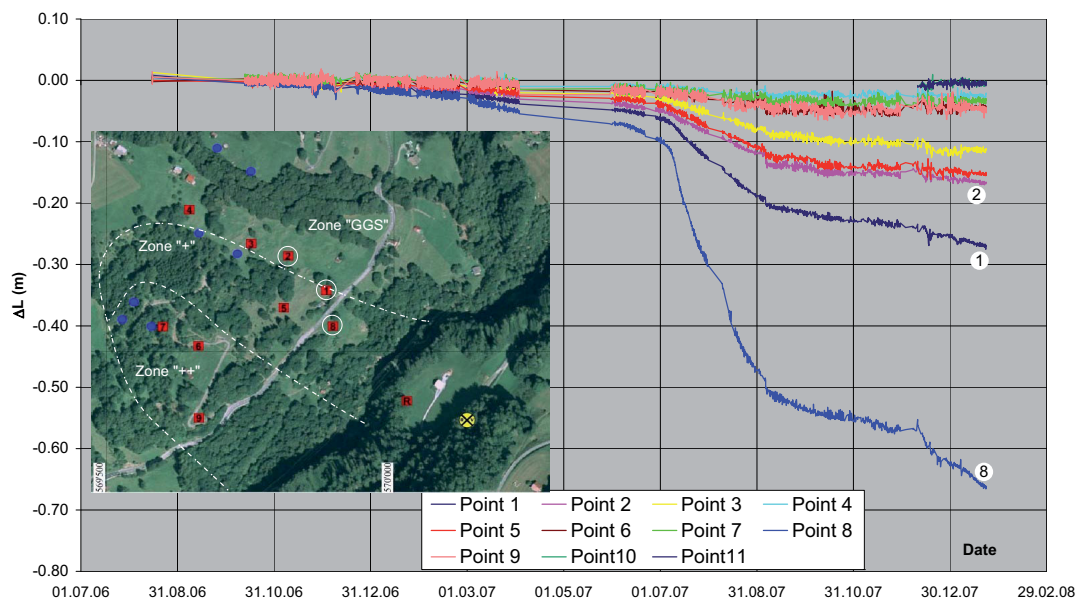 0.10
0.00
-0.10
-0.20
-0.30
-0.40
-0.50
-0.60
-0.70
-0.80
ΔL (m)
4
Zone "GGS"
Zone "+"
3
2
1
5
8
7
6
Zone "++"
R
9
569'500
570'000
2
1
8
Point 1 Point 2 Point 3 Point 4
Point 5 Point 6 Point 7 Point 8
Point 9 Point10 Point11
Date
01.07.06 31.08.06 31.10.06 31.12.06 01.03.07 01.05.07 01.07.07 31.08.07 31.10.07 30.12.07 29.02.08